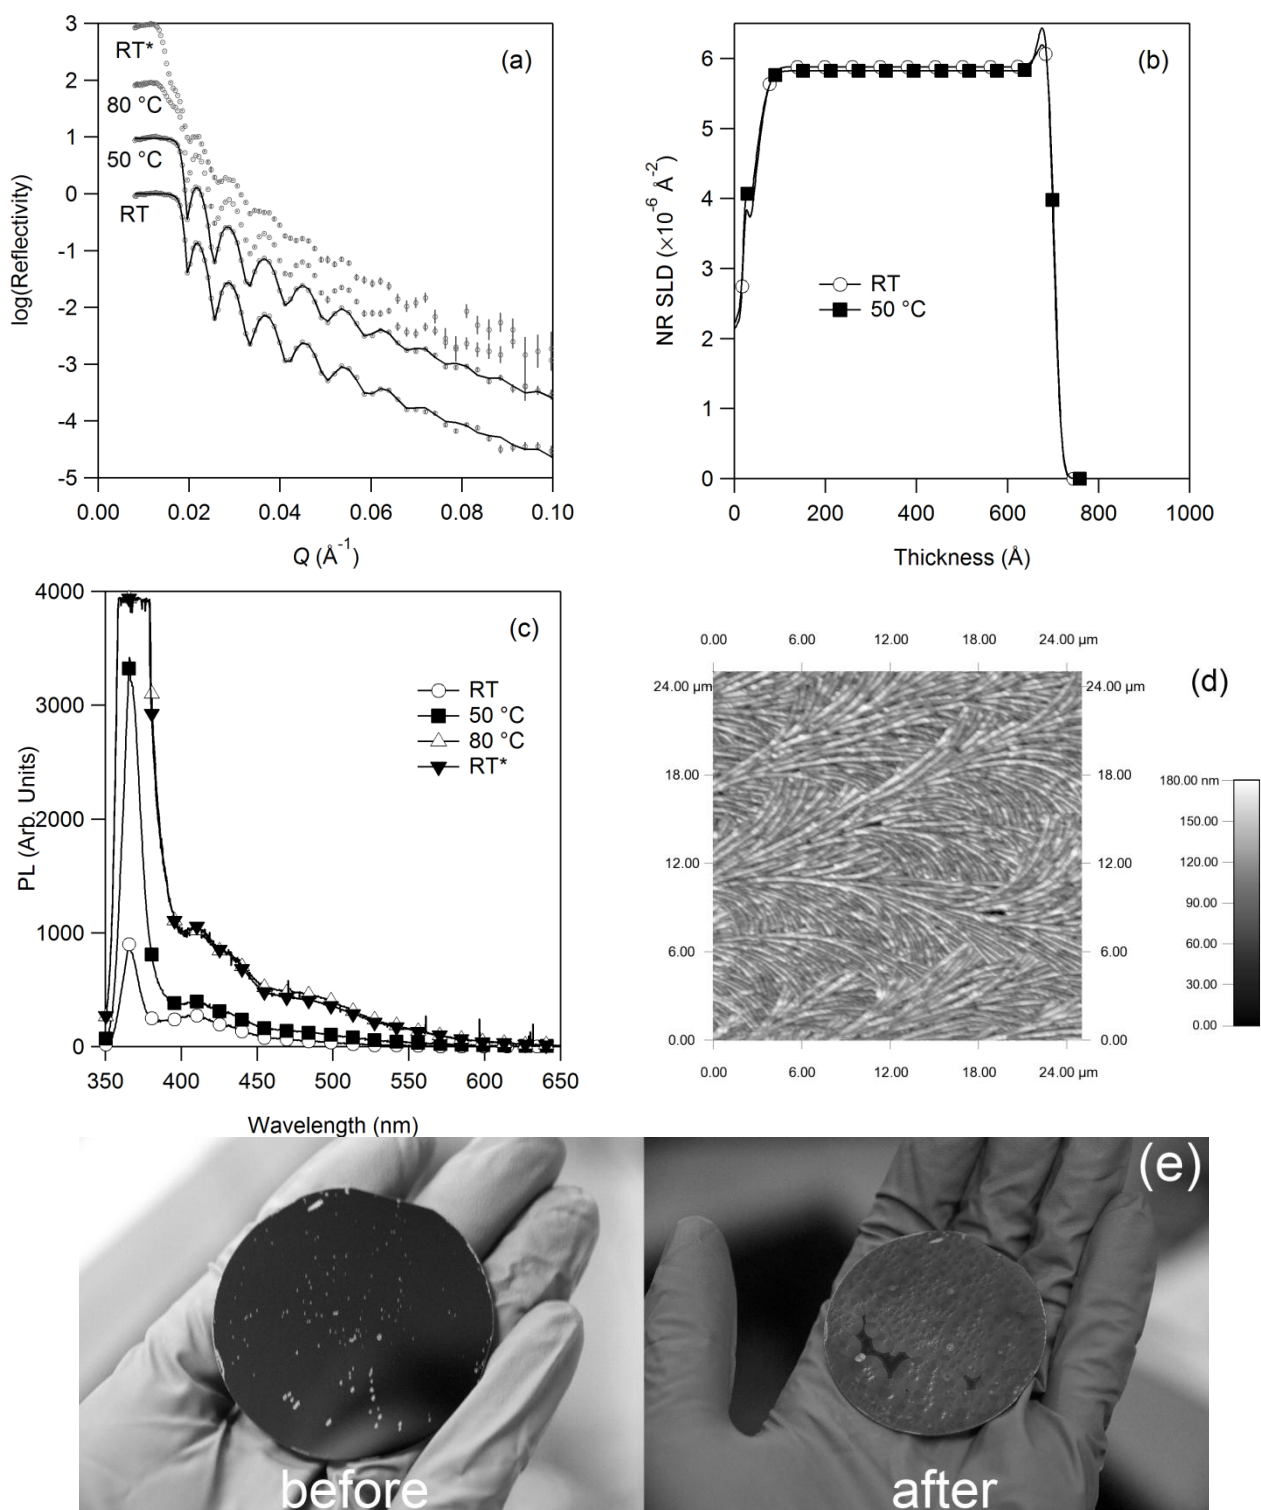 (a)
3
2
1
0
-1
-2
-3
-4
-5
log(Reflectivity)
RT*
80 °C
50 °C
RT
0.00
0.02
0.04
0.06
0.08
0.10
Q (Å⁻¹)
(b)
6
5
4
3
2
1
0
NR SLD (×10⁻⁶ Å⁻²)
RT
50 °C
0
200
400
600
800
1000
Thickness (Å)
(c)
4000
3000
2000
1000
0
PL (Arb. Units)
RT
50 °C
80 °C
RT*
350
400
450
500
550
600
650
Wavelength (nm)
(d)
0.00
6.00
12.00
18.00
24.00 µm
24.00 µm
18.00
12.00
6.00
0.00
24.00 µm
18.00
12.00
6.00
0.00
0.00
6.00
12.00
18.00
24.00 µm
180.00 nm
150.00
120.00
90.00
60.00
30.00
0.00
(e)
before
after